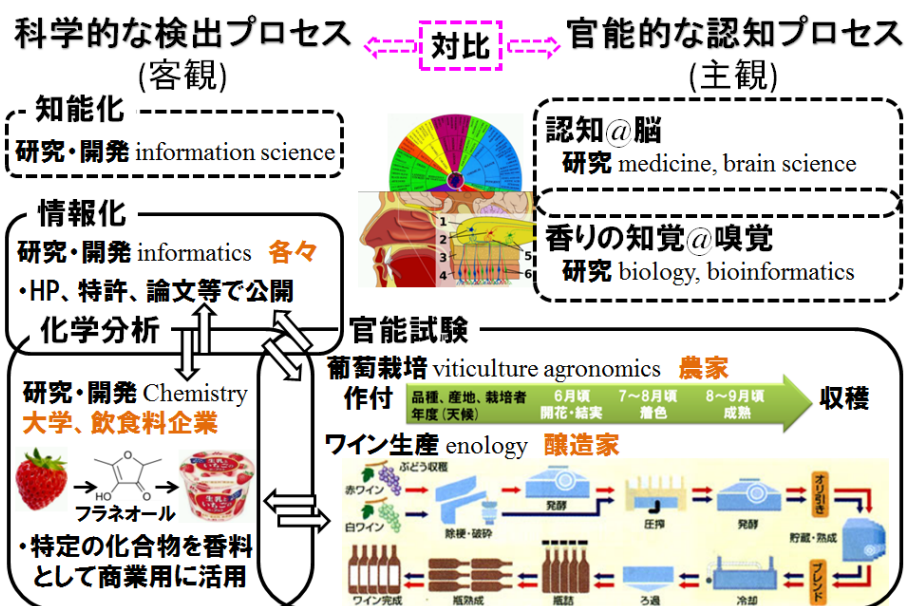 科学的な検出プロセス
(客観)
対比
官能的な認知プロセス
(主観)
知能化
研究・開発 information science
認知@脳
研究 medicine, brain science
香りの知覚@嗅覚
研究 biology, bioinformatics
1
2
3
4
5
6
情報化
研究・開発 informatics 各々
・HP、特許、論文等で公開
化学分析
研究・開発 Chemistry
大学、飲食料企業
O
HO
O
フラネオール
・特定の化合物を香料
として商業用に活用
官能試験
葡萄栽培 viticulture agronomics 農家
作付
品種、産地、栽培者
年度(天候)
6月頃
開花・結実
7～8月頃
着色
8～9月頃
成熟
収穫
ワイン生産 enology 醸造家
ぶどう収穫
赤ワイン
白ワイン
除梗・破砕
発酵
圧搾
発酵
オリ引き
貯蔵・熟成
ブレンド
冷却
ろ過
瓶詰
瓶熟成
ワイン完成